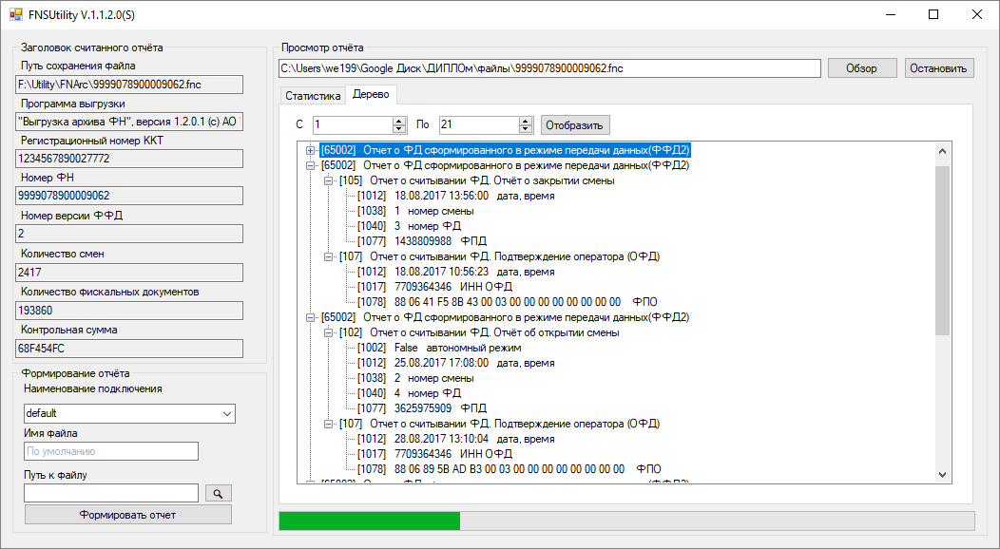 FNSUtility V.1.1.2.0(S)
Заголовок считанного отчёта
Путь сохранения файла
F:\Utility\FNArc\9999078900009062.fnc
Программа выгрузки
"Выгрузка архива ФН", версия 1.2.0.1 (с) АО
Регистрационный номер ККТ
1234567890027772
Номер ФН
9999078900009062
Номер версии ФФД
2
Количество смен
2417
Количество фискальных документов
193860
Контрольная сумма
68F454FC
Формирование отчёта
Наименование подключения
default
Имя файла
По умолчанию
Путь к файлу
Формировать отчет
Просмотр отчёта
C:\Users\we199\Google Диск\ДИПЛОм\файлы\9999078900009062.fnc
Обзор
Остановить
Статистика
Дерево
С 1 По 21 Отобразить
[65002] Отчет о ФД сформированного в режиме передачи данных(ФФД2)
[65002] Отчет о ФД сформированного в режиме передачи данных(ФФД2)
[105] Отчет о считывании ФД. Отчёт о закрытии смены
[1012] 18.08.2017 13:56:00 дата, время
[1038] 1 номер смены
[1040] 3 номер ФД
[1077] 1438809988 ФПД
[107] Отчет о считывании ФД. Подтверждение оператора (ОФД)
[1012] 18.08.2017 10:56:23 дата, время
[1017] 7709364346 ИНН ОФД
[1078] 88 06 41 F5 8B 43 00 03 00 00 00 00 00 00 00 00 ФПО
[65002] Отчет о ФД сформированного в режиме передачи данных(ФФД2)
[102] Отчет о считывании ФД. Отчёт об открытии смены
[1002] False автономный режим
[1012] 25.08.2017 17:08:00 дата, время
[1038] 2 номер смены
[1040] 4 номер ФД
[1077] 3625975909 ФПД
[107] Отчет о считывании ФД. Подтверждение оператора (ОФД)
[1012] 28.08.2017 13:10:04 дата, время
[1017] 7709364346 ИНН ОФД
[1078] 88 06 89 5B AD B3 00 03 00 00 00 00 00 00 00 00 ФПО